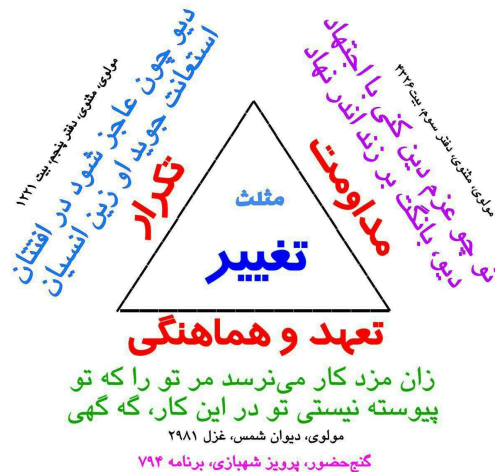 دیو چون عاجز شود در افتتان
استعانت جوید او زین انسیان
مولوی، مثنوی، دفتر پنجم، بیت ۱۲۲۱
تو چو عزم دین کنی با اجتهاد
دیو، بانگت بر زند اندر نهاد
مولوی، مثنوی، دفتر سوم، بیت ۴۳۲۶
تکرار
مداومت
مثلث
تغییر
تعهد و هماهنگی
زان مزد کار می‌نرسد مر تو را که تو
پیوسته نیستی تو در این کار، گه گهی
مولوی، دیوان شمس، غزل ۲۹۸۱
گنج‌حضور، پرویز شهبازی، برنامه ۷۹۴